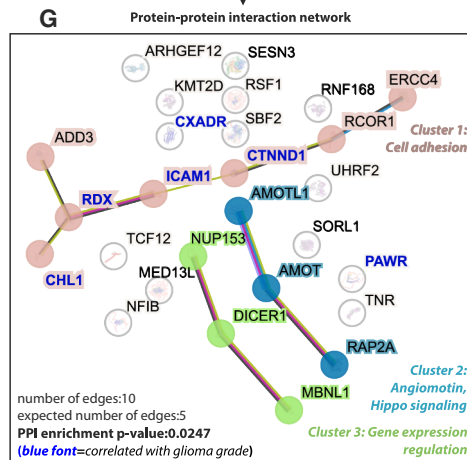 G
Protein-protein interaction network
ARHGEF12
SESN3
KMT2D
RSF1
RNF168
ERCC4
CXADR
SBF2
RCOR1
Cluster 1:
Cell adhesion
ADD3
CTNND1
ICAM1
UHRF2
RDX
AMOTL1
SORL1
TCF12
NUP153
CHL1
MED13L
AMOT
PAWR
NFIB
DICER1
TNR
RAP2A
MBNL1
Cluster 2:
Angiomotin,
Hippo signaling
number of edges:10
expected number of edges:5
PPI enrichment p-value:0.0247
(blue font=correlated with glioma grade)
Cluster 3: Gene expression
regulation